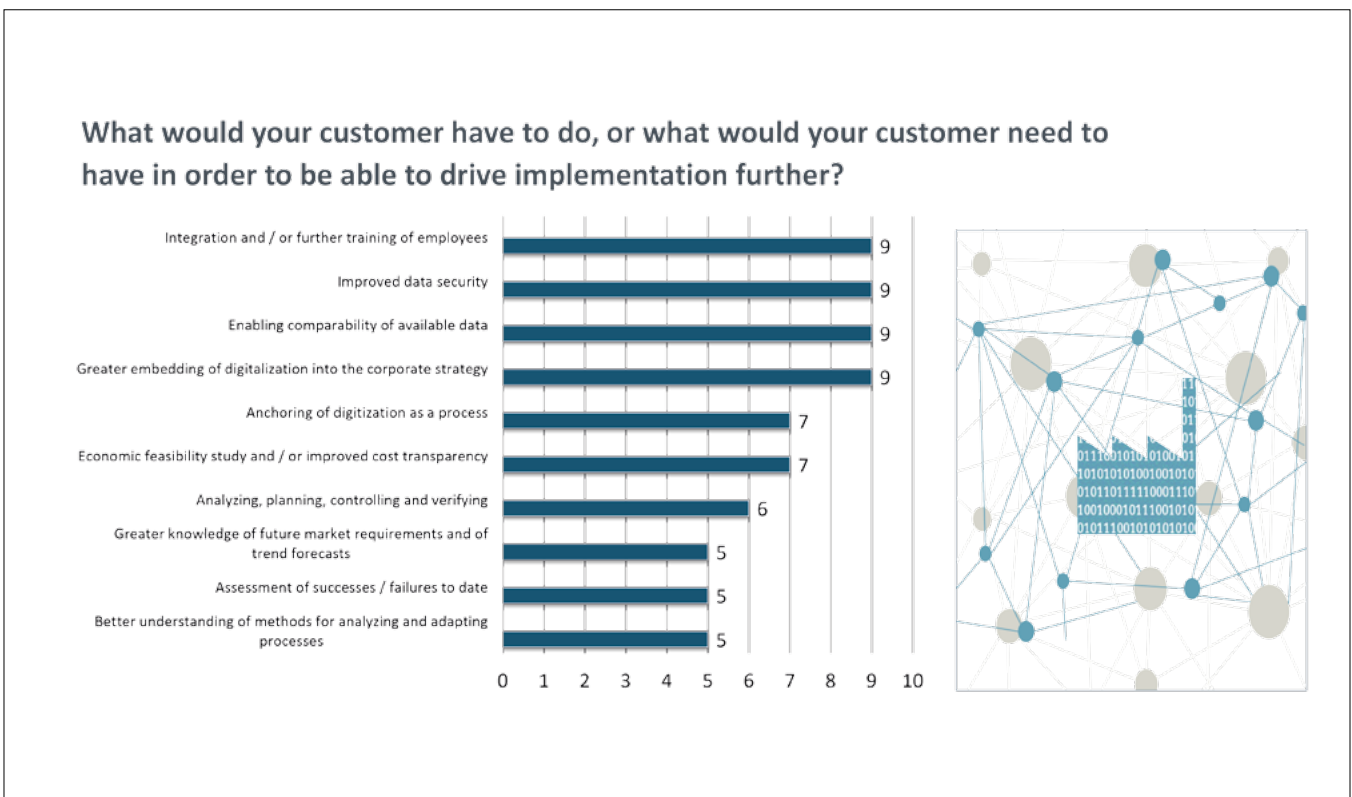 What would your customer have to do, or what would your customer need to
have in order to be able to drive implementation further?
Integration and / or further training of employees
9
Improved data security
9
Enabling comparability of available data
9
Greater embedding of digitalization into the corporate strategy
9
Anchoring of digitization as a process
7
Economic feasibility study and / or improved cost transparency
7
Analyzing, planning, controlling and verifying
6
Greater knowledge of future market requirements and of
trend forecasts
5
Assessment of successes / failures to date
5
Better understanding of methods for analyzing and adapting
processes
5
0 1 2 3 4 5 6 7 8 9 10